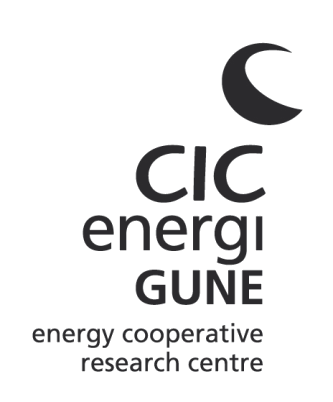 CIC
energi
GUNE
energy cooperative
research centre